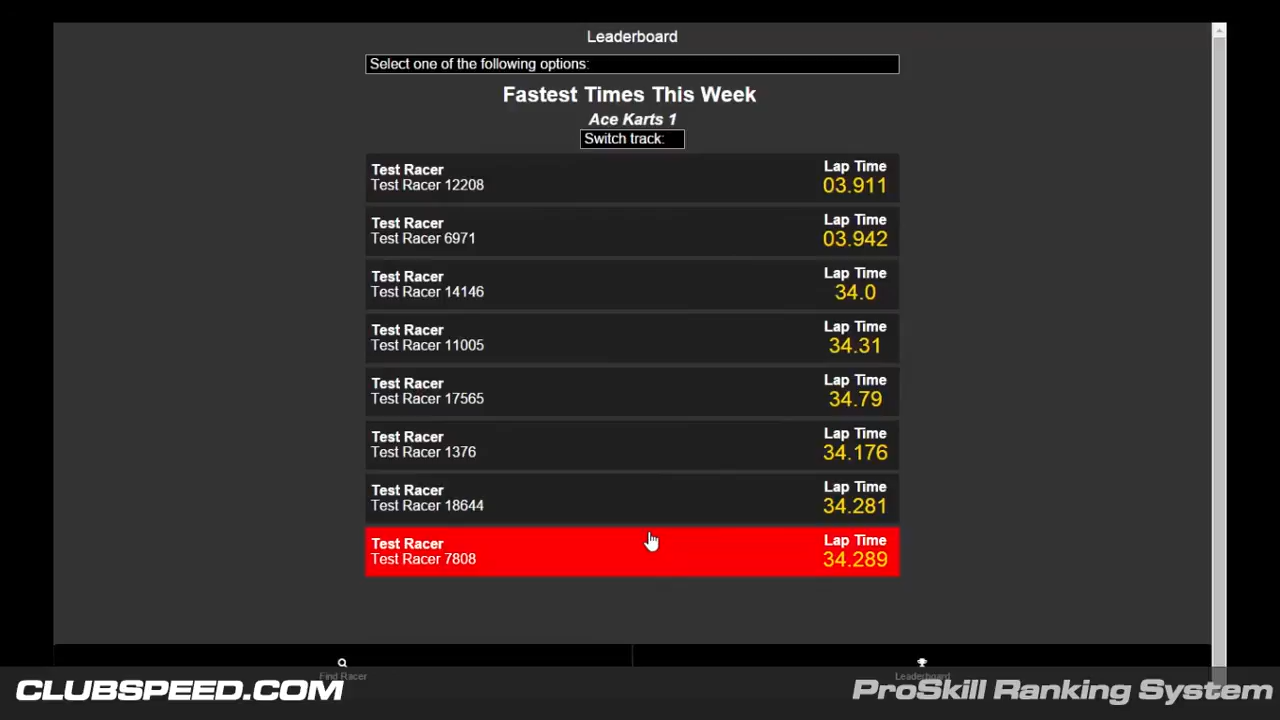 Leaderboard
Select one of the following options:
Fastest Times This Week
Ace Karts 1
Switch track:
Test Racer
Test Racer 12208
Lap Time
03.911
Test Racer
Test Racer 6971
Lap Time
03.942
Test Racer
Test Racer 14146
Lap Time
34.0
Test Racer
Test Racer 11005
Lap Time
34.31
Test Racer
Test Racer 17565
Lap Time
34.79
Test Racer
Test Racer 1376
Lap Time
34.176
Test Racer
Test Racer 18644
Lap Time
34.281
Test Racer
Test Racer 7808
Lap Time
34.289
Find Racer
Leaderboard
CLUBSPEED.COM
ProSkill Ranking System